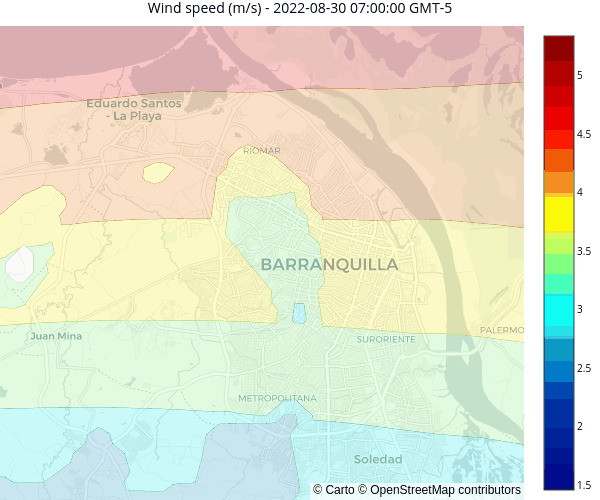 Wind speed (m/s) - 2022-08-30 07:00:00 GMT-5
Eduardo Santos
- La Playa
RIOMAR
BARRANQUILLA
Juan Mina
SURORIENTE
PALERMO
METROPOLITANA
Soledad
5
4.5
4
3.5
3
2.5
2
1.5
© Carto © OpenStreetMap contributors